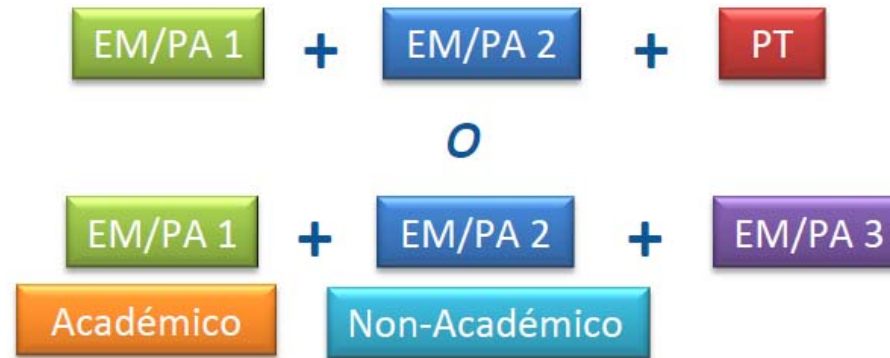 EM/PA 1 + EM/PA 2 + PT
O
EM/PA 1 + EM/PA 2 + EM/PA 3
Académico Non-Académico